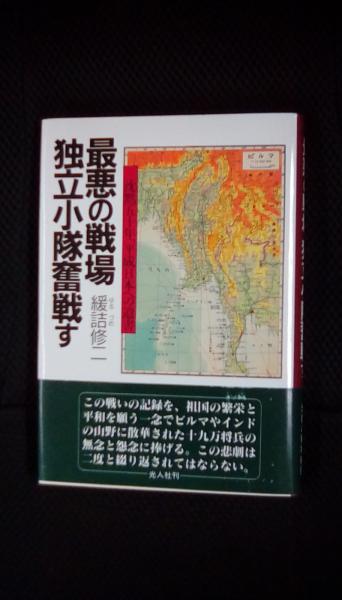 最悪の戦場
独立小隊奮戦す
緩詰修二
ビルマ
この戦いの記録を、祖国の繁栄と
平和を願う一念でビルマやインド
の山野に散華された十九万将兵の
無念と怨念に捧げる。この悲劇は
二度と綴り返されてはならない。
光人社刊